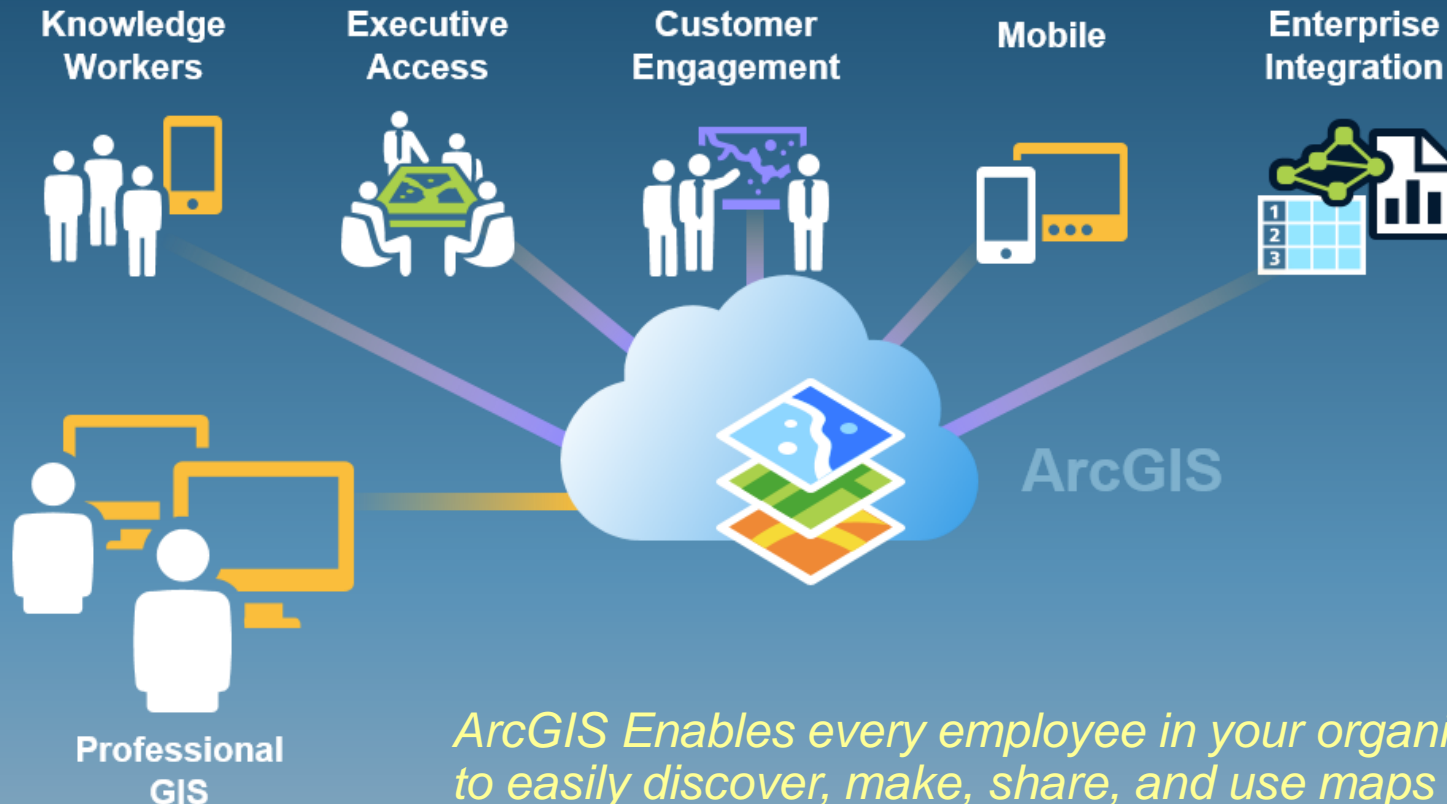 Knowledge
Workers
Executive
Access
Customer
Engagement
Mobile
Enterprise
Integration
1
2
3
ArcGIS
Professional
GIS
ArcGIS Enables every employee in your
to easily discover, make, share, and use maps